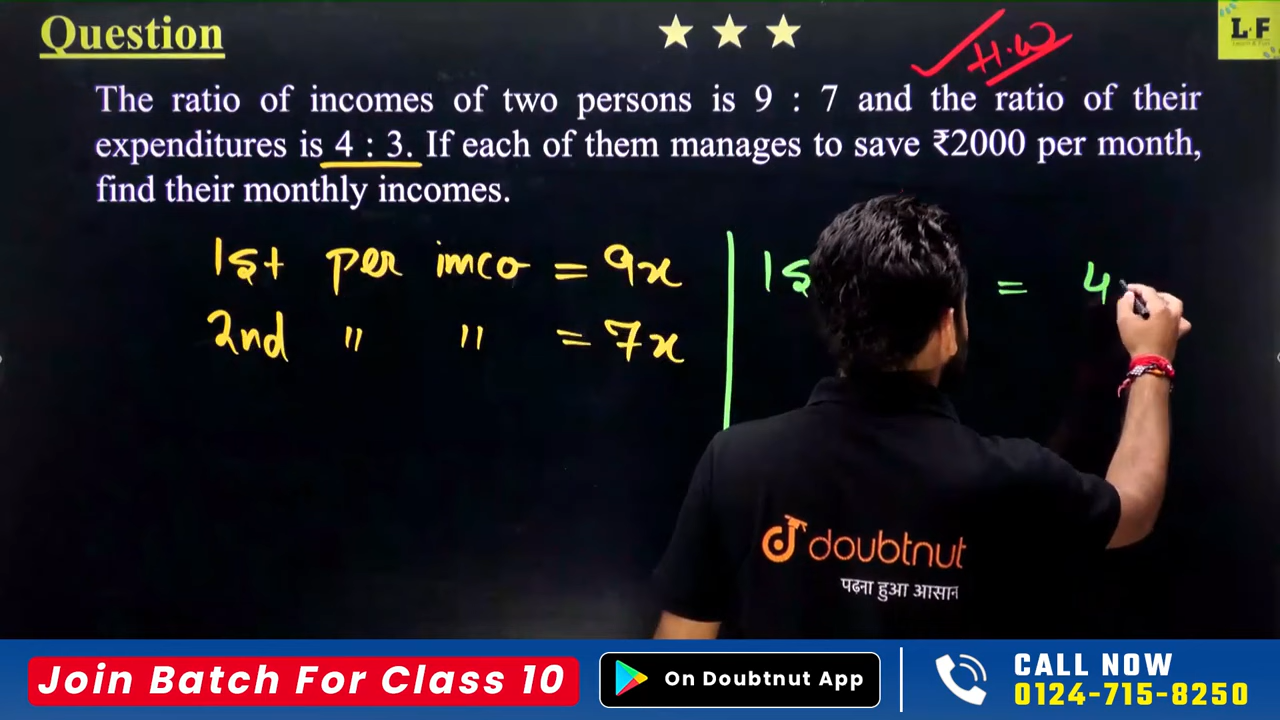 Question
H.W
L.F
The ratio of incomes of two persons is 9 : 7 and the ratio of their
expenditures is 4 : 3. If each of them manages to save ₹2000 per month,
find their monthly incomes.
1st per imco = 9x
2nd " " = 7x
1s = 4
doubtnut
पढ़ना हुआ आसान
Join Batch For Class 10
On Doubtnut App
CALL NOW
0124-715-8250